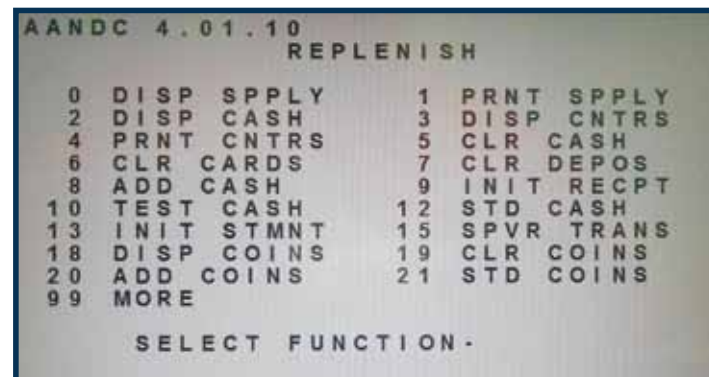 AANDC 4.01.10
REPLENISH
0 DISP SPPLY 1 PRNT SPPLY
2 DISP CASH 3 DISP CNTRS
4 PRNT CNTRS 5 CLR CASH
6 CLR CARDS 7 CLR DEPOS
8 ADD CASH 9 INIT RECPT
10 TEST CASH 12 STD CASH
13 INIT STMNT 15 SPVR TRANS
18 DISP COINS 19 CLR COINS
20 ADD COINS 21 STD COINS
99 MORE
SELECT FUNCTION-